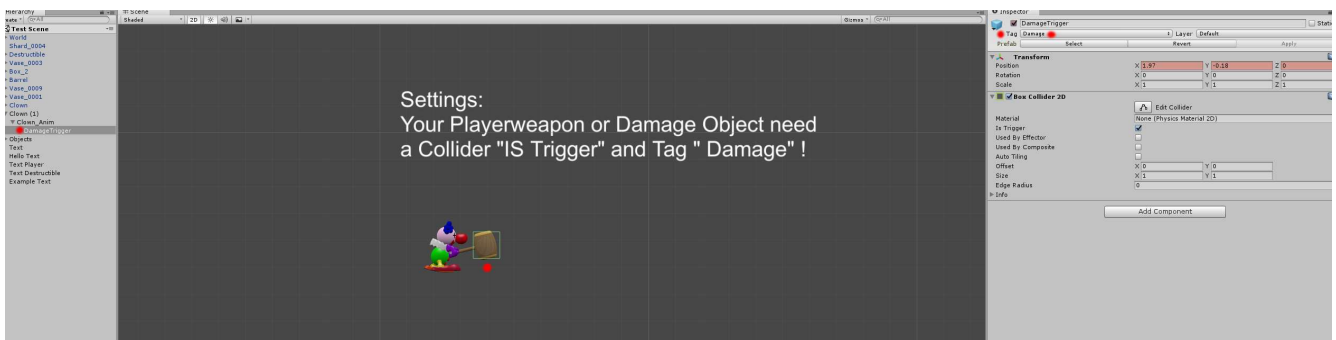 Hierarchy
eate * Q*All
Test Scene
World
Shard_0004
Destructible
Vase_0003
Box_2
Barrel
Vase_0009
Vase_0001
Clown
Clown (1)
Clown_Anim
DamageTrigger
Objects
Text
Hello Text
Text Player
Text Destructible
Example Text
Scene
Shaded 2D Gizmos Q*All
Settings:
Your Playerweapon or Damage Object need
a Collider "IS Trigger" and Tag " Damage" !
Inspector
DamageTrigger Stati
Tag Damage Layer Default
Prefab Select Revert Apply
Transform
Position X 1.97 Y -0.18 Z 0
Rotation X 0 Y 0 Z 0
Scale X 1 Y 1 Z 1
Box Collider 2D
Edit Collider
Material None (Physics Material 2D)
Is Trigger
Used By Effector
Used By Composite
Auto Tiling
Offset X 0 Y 0
Size X 1 Y 1
Edge Radius 0
Info
Add Component